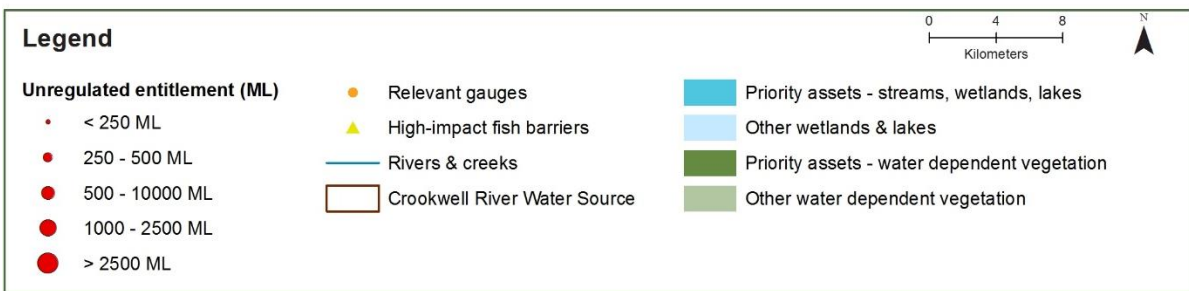 Legend
0 4 8
Kilometers
N
Unregulated entitlement (ML)
< 250 ML
250 - 500 ML
500 - 10000 ML
1000 - 2500 ML
> 2500 ML
Relevant gauges
High-impact fish barriers
Rivers & creeks
Crookwell River Water Source
Priority assets - streams, wetlands, lakes
Other wetlands & lakes
Priority assets - water dependent vegetation
Other water dependent vegetation